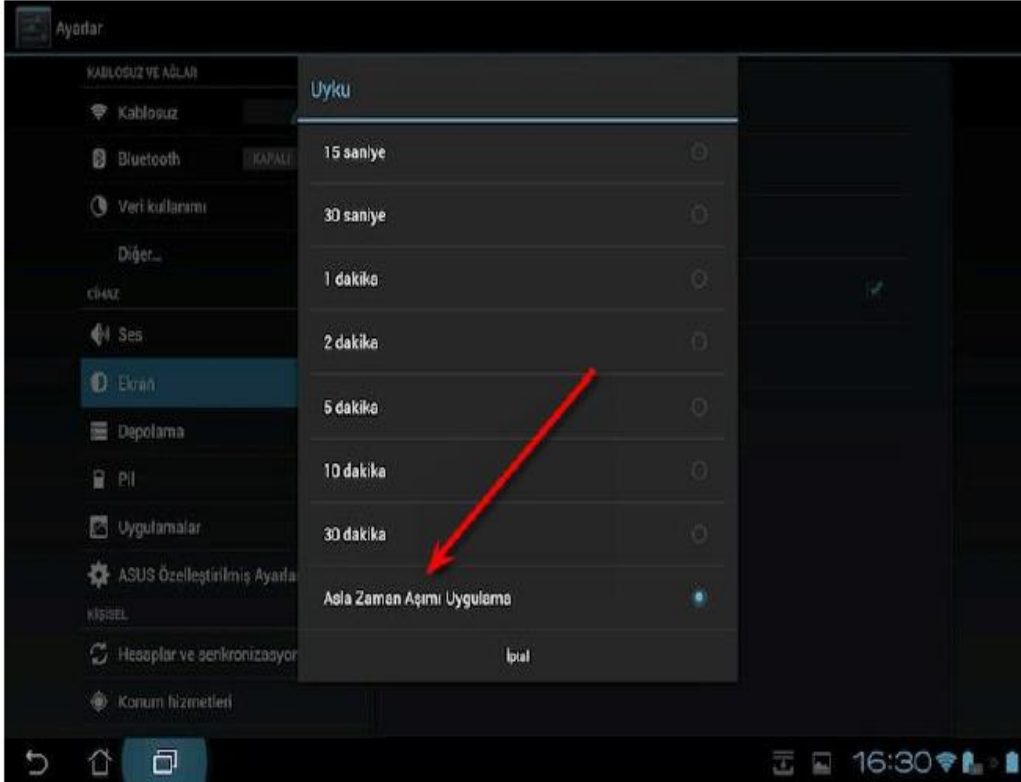 Ayarlar
KABLOSUZ VE AĞLAR
Kablosuz
Bluetooth
KAPALI
Veri kullanımı
Diğer...
CİHAZ
Ses
Ekran
Depolama
Pil
Uygulamalar
ASUS Özelleştirilmiş Ayarla
KİŞİSEL
Hesaplar ve senkronizasyon
Konum hizmetleri
Uyku
15 saniye
30 saniye
1 dakika
2 dakika
5 dakika
10 dakika
30 dakika
Asla Zaman Aşımı Uygulama
İptal
16:30